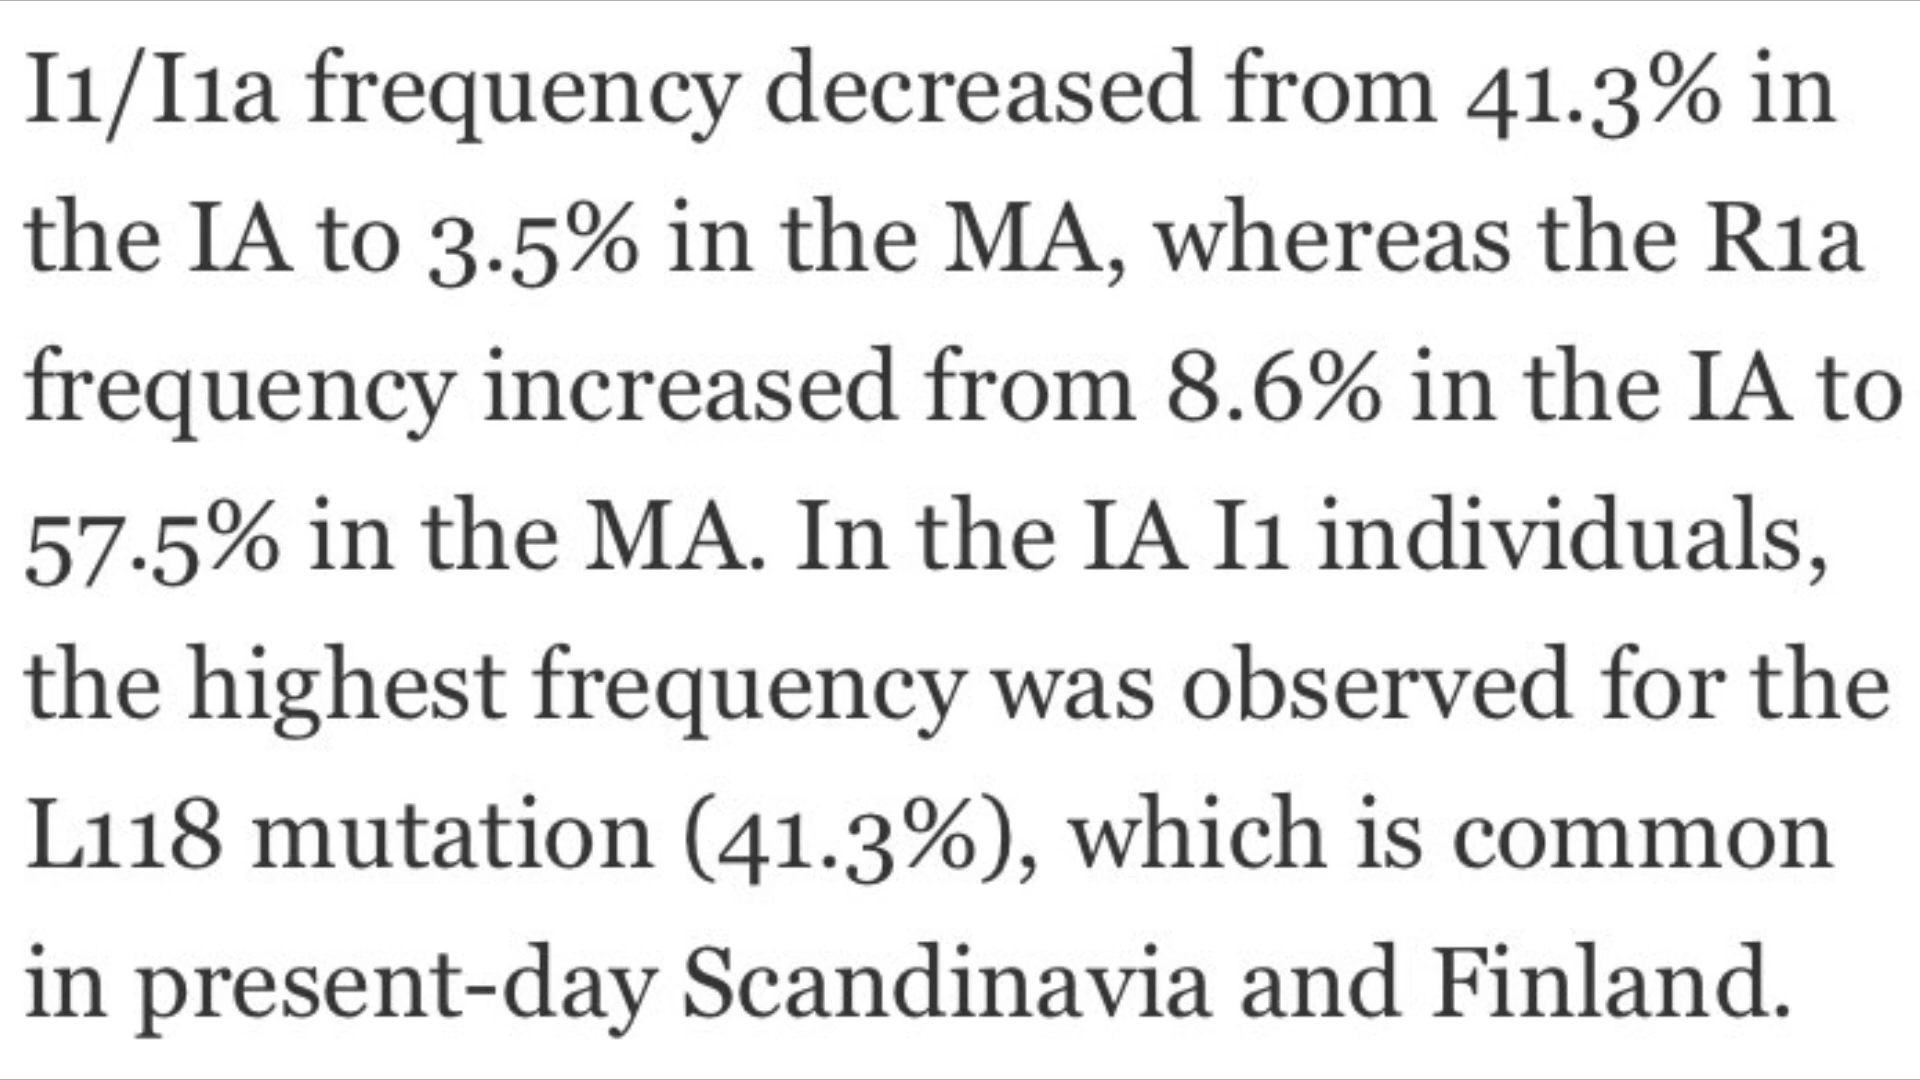 I1/I1a frequency decreased from 41.3% in
the IA to 3.5% in the MA, whereas the R1a
frequency increased from 8.6% in the IA to
57.5% in the MA. In the IA I1 individuals,
the highest frequency was observed for the
L118 mutation (41.3%), which is common
in present-day Scandinavia and Finland.